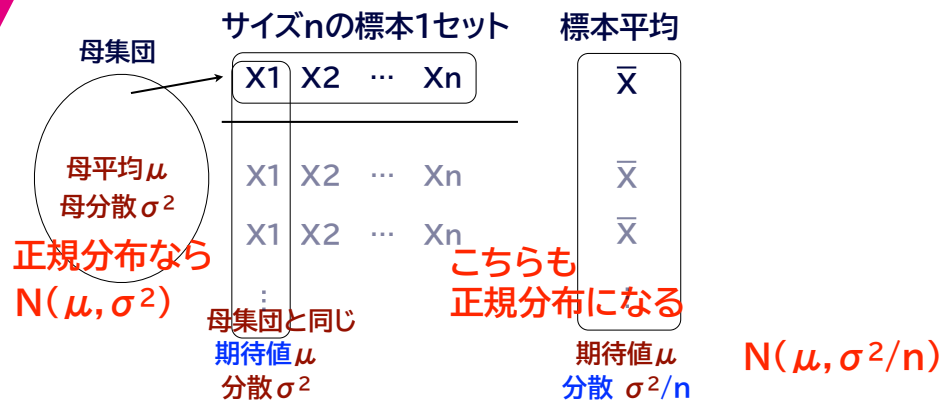 サイズnの標本1セット
標本平均
母集団
X1 X2 … Xn
X̅
母平均μ
母分散σ²
X1 X2 … Xn
X̅
X1 X2 … Xn
X̅
正規分布なら
N(μ,σ²)
こちらも
正規分布になる
⋮
⋮
母集団と同じ
期待値μ
分散σ²
期待値μ
分散 σ²/n
N(μ,σ²/n)